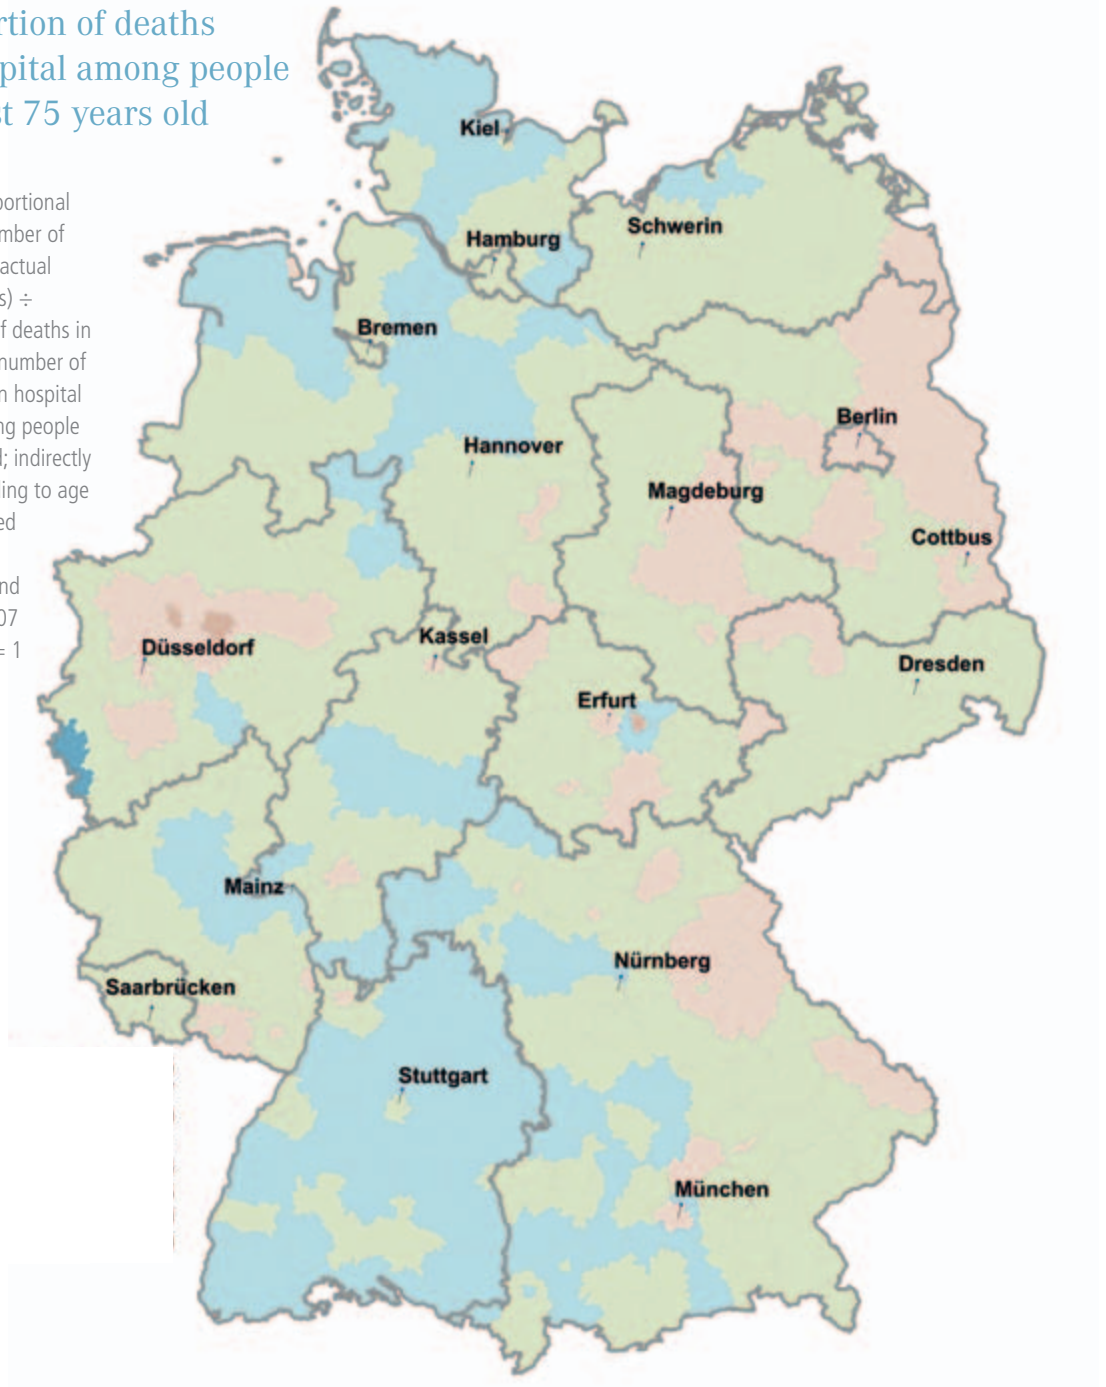 rtion of deaths
pital among people
st 75 years old
ortional
mber of
actual
s) ÷
f deaths in
number of
n hospital
ng people
; indirectly
ing to age
ed
nd
07
= 1
Kiel
Schwerin
Hamburg
Bremen
Berlin
Hannover
Magdeburg
Cottbus
Kassel
Düsseldorf
Dresden
Erfurt
Mainz
Nürnberg
Saarbrücken
Stuttgart
München